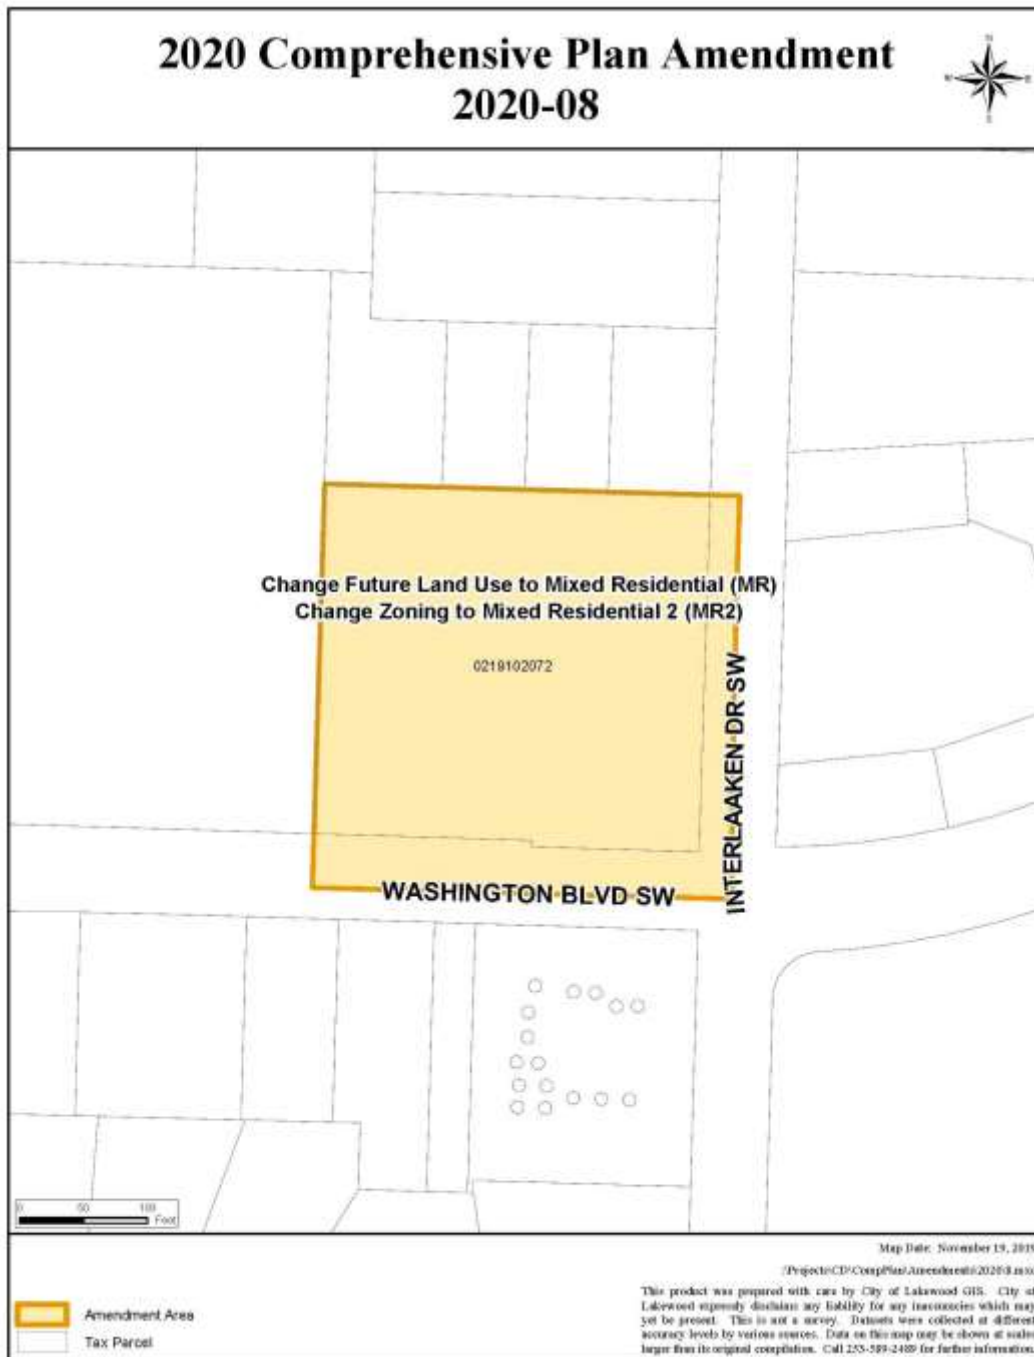 2020 Comprehensive Plan Amendment
2020-08
N
W
E
S
Change Future Land Use to Mixed Residential (MR)
Change Zoning to Mixed Residential 2 (MR2)
0219102072
INTERLAAKEN DR SW
WASHINGTON BLVD SW
0 50 100
Feet
Map Date: November 19, 2019
Amendment Area
Tax Parcel
This product was prepared with care by City of Lakewood GIS. City of
Lakewood expressly disclaims any liability for any inaccuracies which may
yet be present. This is not a survey. Datasets were collected at different
accuracy levels by various sources. Data on this map may be shown at scales
larger than its original compilation. Call 253-589-2489 for further information.